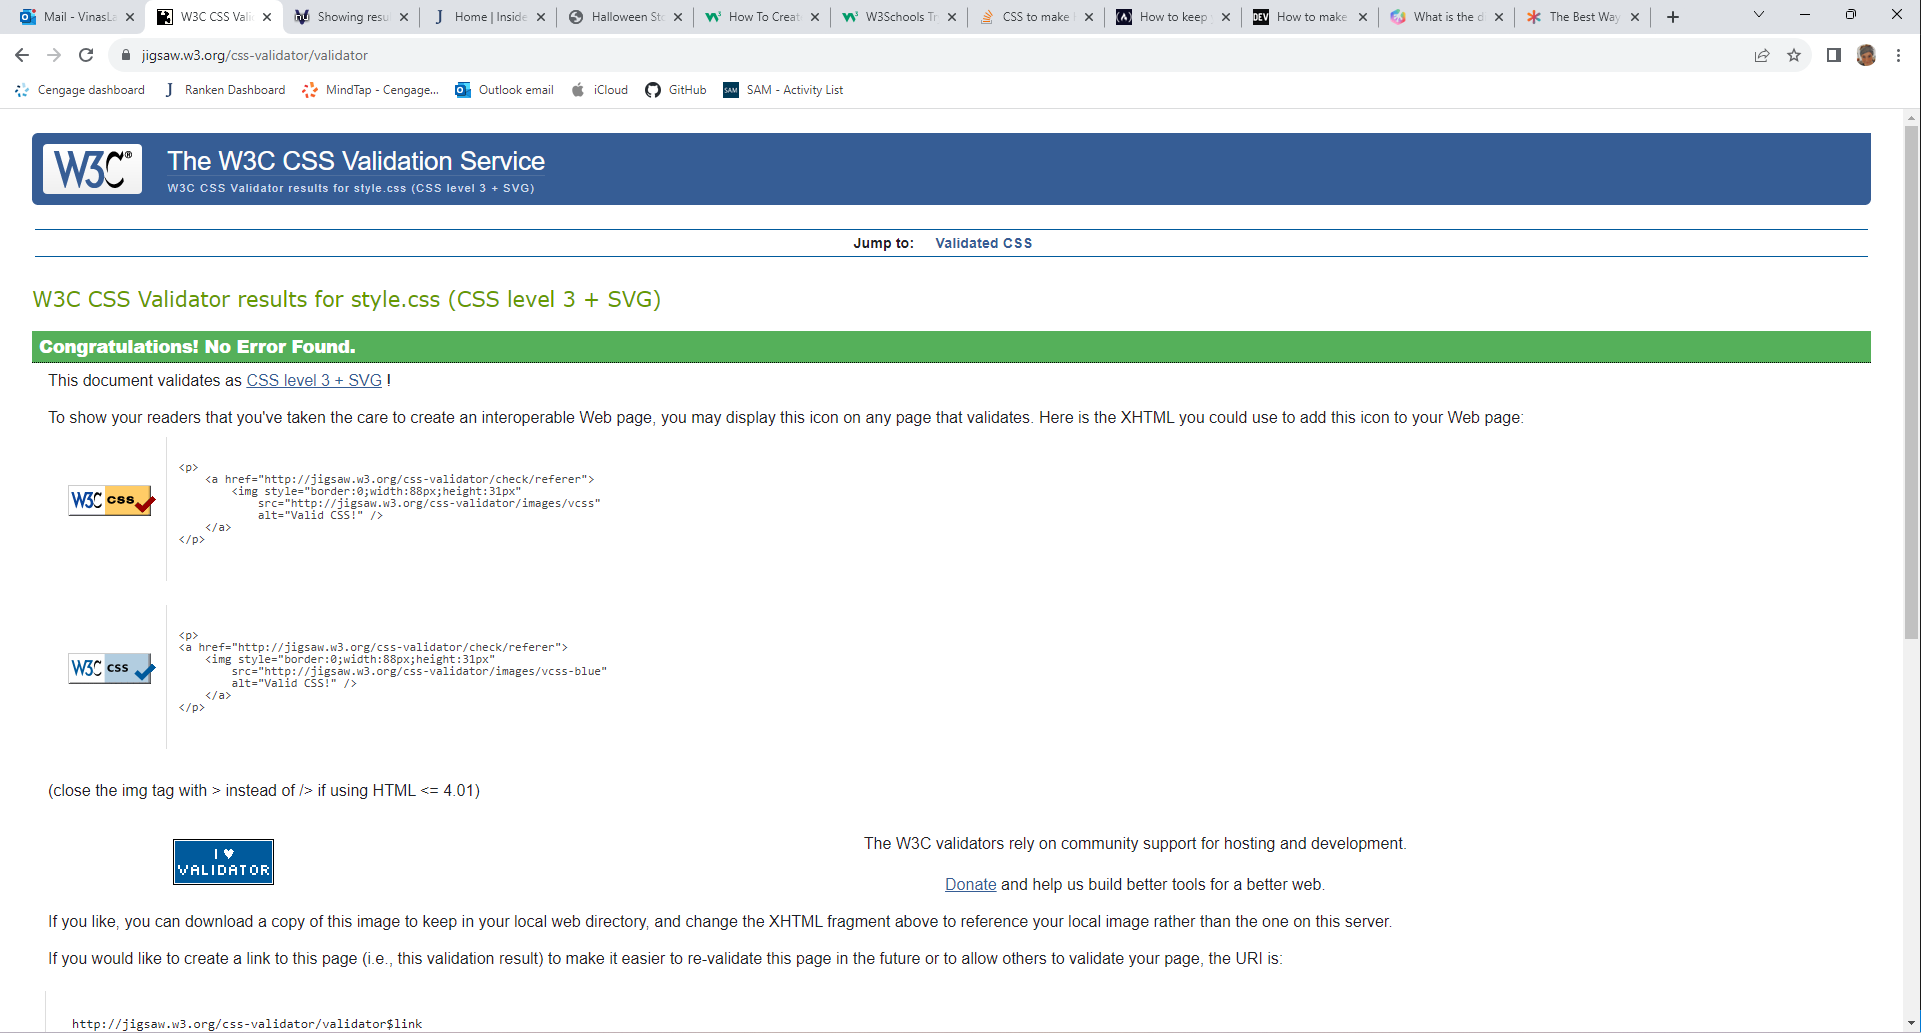 Mail - VinasLa
W3C CSS Vali
Showing resu
Home | Inside
Halloween Sto
How To Creat
W3Schools Tr
CSS to make
How to keep
DEV
How to make
What is the d
The Best Way
jigsaw.w3.org/css-validator/validator
Cengage dashboard
Ranken Dashboard
MindTap - Cengage...
Outlook email
iCloud
GitHub
SAM
SAM - Activity List
W3C®
The W3C CSS Validation Service
W3C CSS Validator results for style.css (CSS level 3 + SVG)
Jump to: Validated CSS
W3C CSS Validator results for style.css (CSS level 3 + SVG)
Congratulations! No Error Found.
This document validates as CSS level 3 + SVG !
To show your readers that you've taken the care to create an interoperable Web page, you may display this icon on any page that validates. Here is the XHTML you could use to add this icon to your Web page:
W3C css
<p>
<a href="http://jigsaw.w3.org/css-validator/check/referer">
<img style="border:0;width:88px;height:31px"
src="http://jigsaw.w3.org/css-validator/images/vcss"
alt="Valid CSS!" />
</a>
</p>
W3C css
<p>
<a href="http://jigsaw.w3.org/css-validator/check/referer">
<img style="border:0;width:88px;height:31px"
src="http://jigsaw.w3.org/css-validator/images/vcss-blue"
alt="Valid CSS!" />
</a>
</p>
(close the img tag with > instead of /> if using HTML <= 4.01)
I ♥
VALIDATOR
The W3C validators rely on community support for hosting and development.
Donate and help us build better tools for a better web.
If you like, you can download a copy of this image to keep in your local web directory, and change the XHTML fragment above to reference your local image rather than the one on this server.
If you would like to create a link to this page (i.e., this validation result) to make it easier to re-validate this page in the future or to allow others to validate your page, the URI is:
http://jigsaw.w3.org/css-validator/validator$link